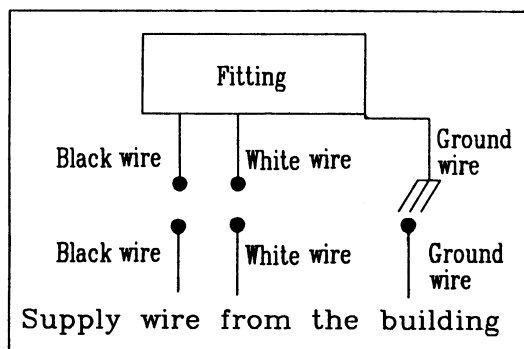 Fitting
Black wire
White wire
Ground
wire
Black wire
White wire
Ground
wire
Supply wire from the building